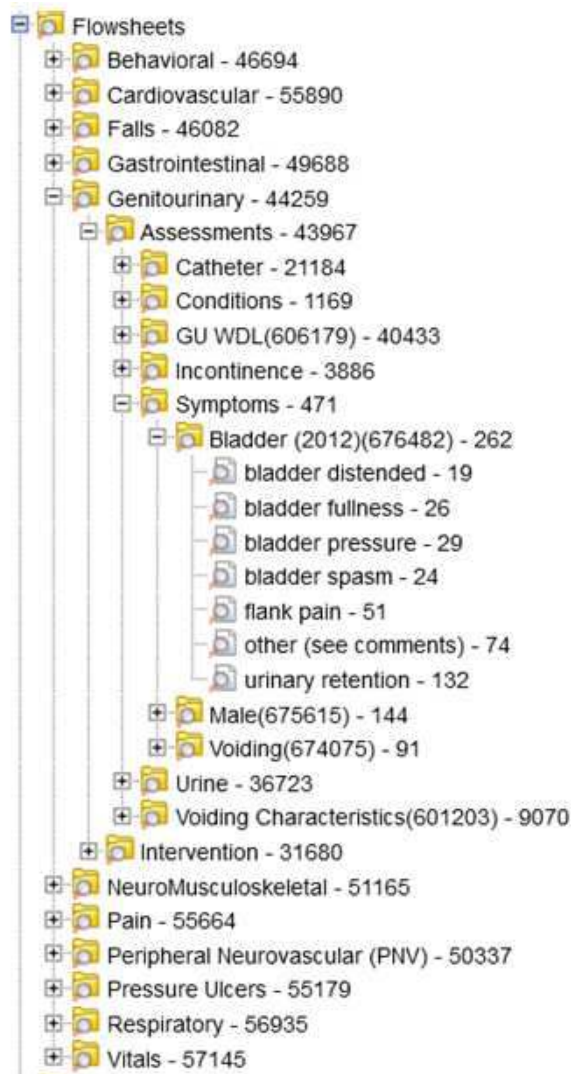 Flowsheets
Behavioral - 46694
Cardiovascular - 55890
Falls - 46082
Gastrointestinal - 49688
Genitourinary - 44259
Assessments - 43967
Catheter - 21184
Conditions - 1169
GU WDL(606179) - 40433
Incontinence - 3886
Symptoms - 471
Bladder (2012)(676482) - 262
bladder distended - 19
bladder fullness - 26
bladder pressure - 29
bladder spasm - 24
flank pain - 51
other (see comments) - 74
urinary retention - 132
Male(675615) - 144
Voiding(674075) - 91
Urine - 36723
Voiding Characteristics(601203) - 9070
Intervention - 31680
NeuroMusculoskeletal - 51165
Pain - 55664
Peripheral Neurovascular (PNV) - 50337
Pressure Ulcers - 55179
Respiratory - 56935
Vitals - 57145